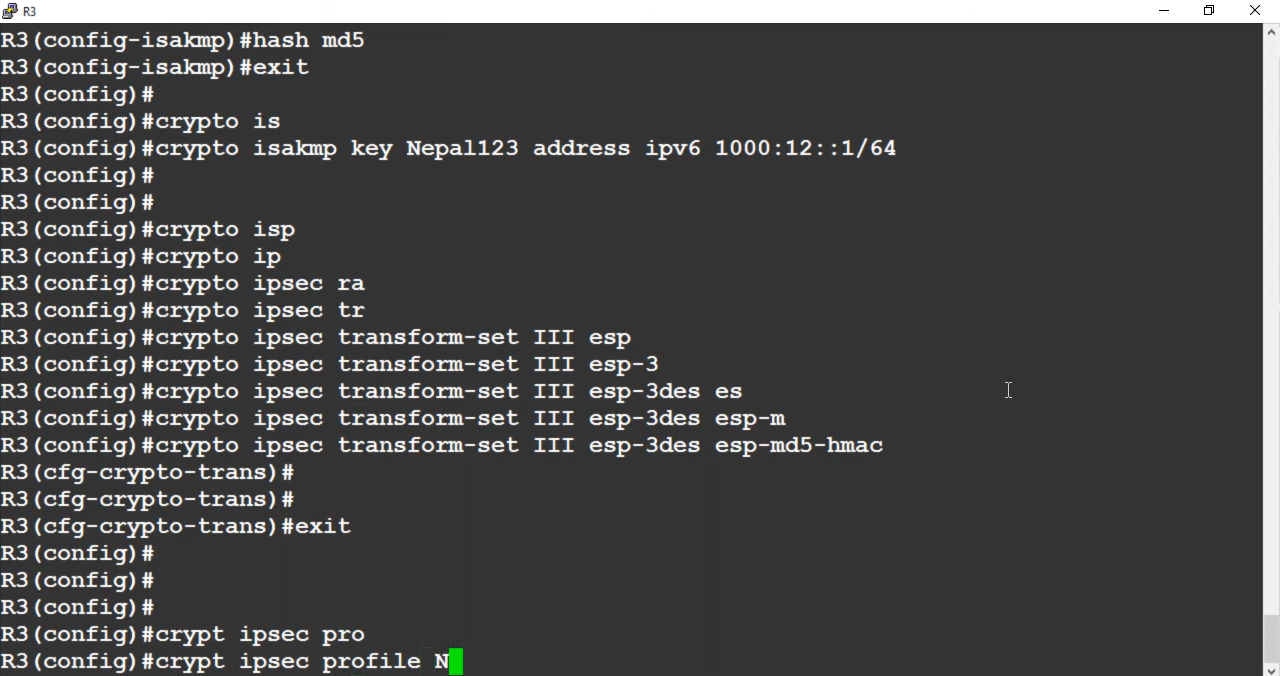 R3
R3(config-isakmp)#hash md5
R3(config-isakmp)#exit
R3(config)#
R3(config)#crypto is
R3(config)#crypto isakmp key Nepal123 address ipv6 1000:12::1/64
R3(config)#
R3(config)#
R3(config)#crypto isp
R3(config)#crypto ip
R3(config)#crypto ipsec ra
R3(config)#crypto ipsec tr
R3(config)#crypto ipsec transform-set III esp
R3(config)#crypto ipsec transform-set III esp-3
R3(config)#crypto ipsec transform-set III esp-3des es
R3(config)#crypto ipsec transform-set III esp-3des esp-m
R3(config)#crypto ipsec transform-set III esp-3des esp-md5-hmac
R3(cfg-crypto-trans)#
R3(cfg-crypto-trans)#
R3(cfg-crypto-trans)#exit
R3(config)#
R3(config)#
R3(config)#
R3(config)#crypt ipsec pro
R3(config)#crypt ipsec profile N